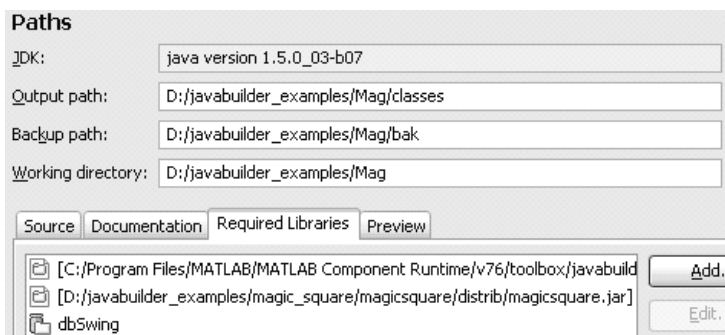 Paths
JDK: java version 1.5.0_03-b07
Output path: D:/javabuilder_examples/Mag/classes
Backup path: D:/javabuilder_examples/Mag/bak
Working directory: D:/javabuilder_examples/Mag
Source Documentation Required Libraries Preview
[C:/Program Files/MATLAB/MATLAB Component Runtime/v76/toolbox/javabuild Add.
[D:/javabuilder_examples/magic_square/magicsquare/distrib/magicsquare.jar]
dbSwing Edit.